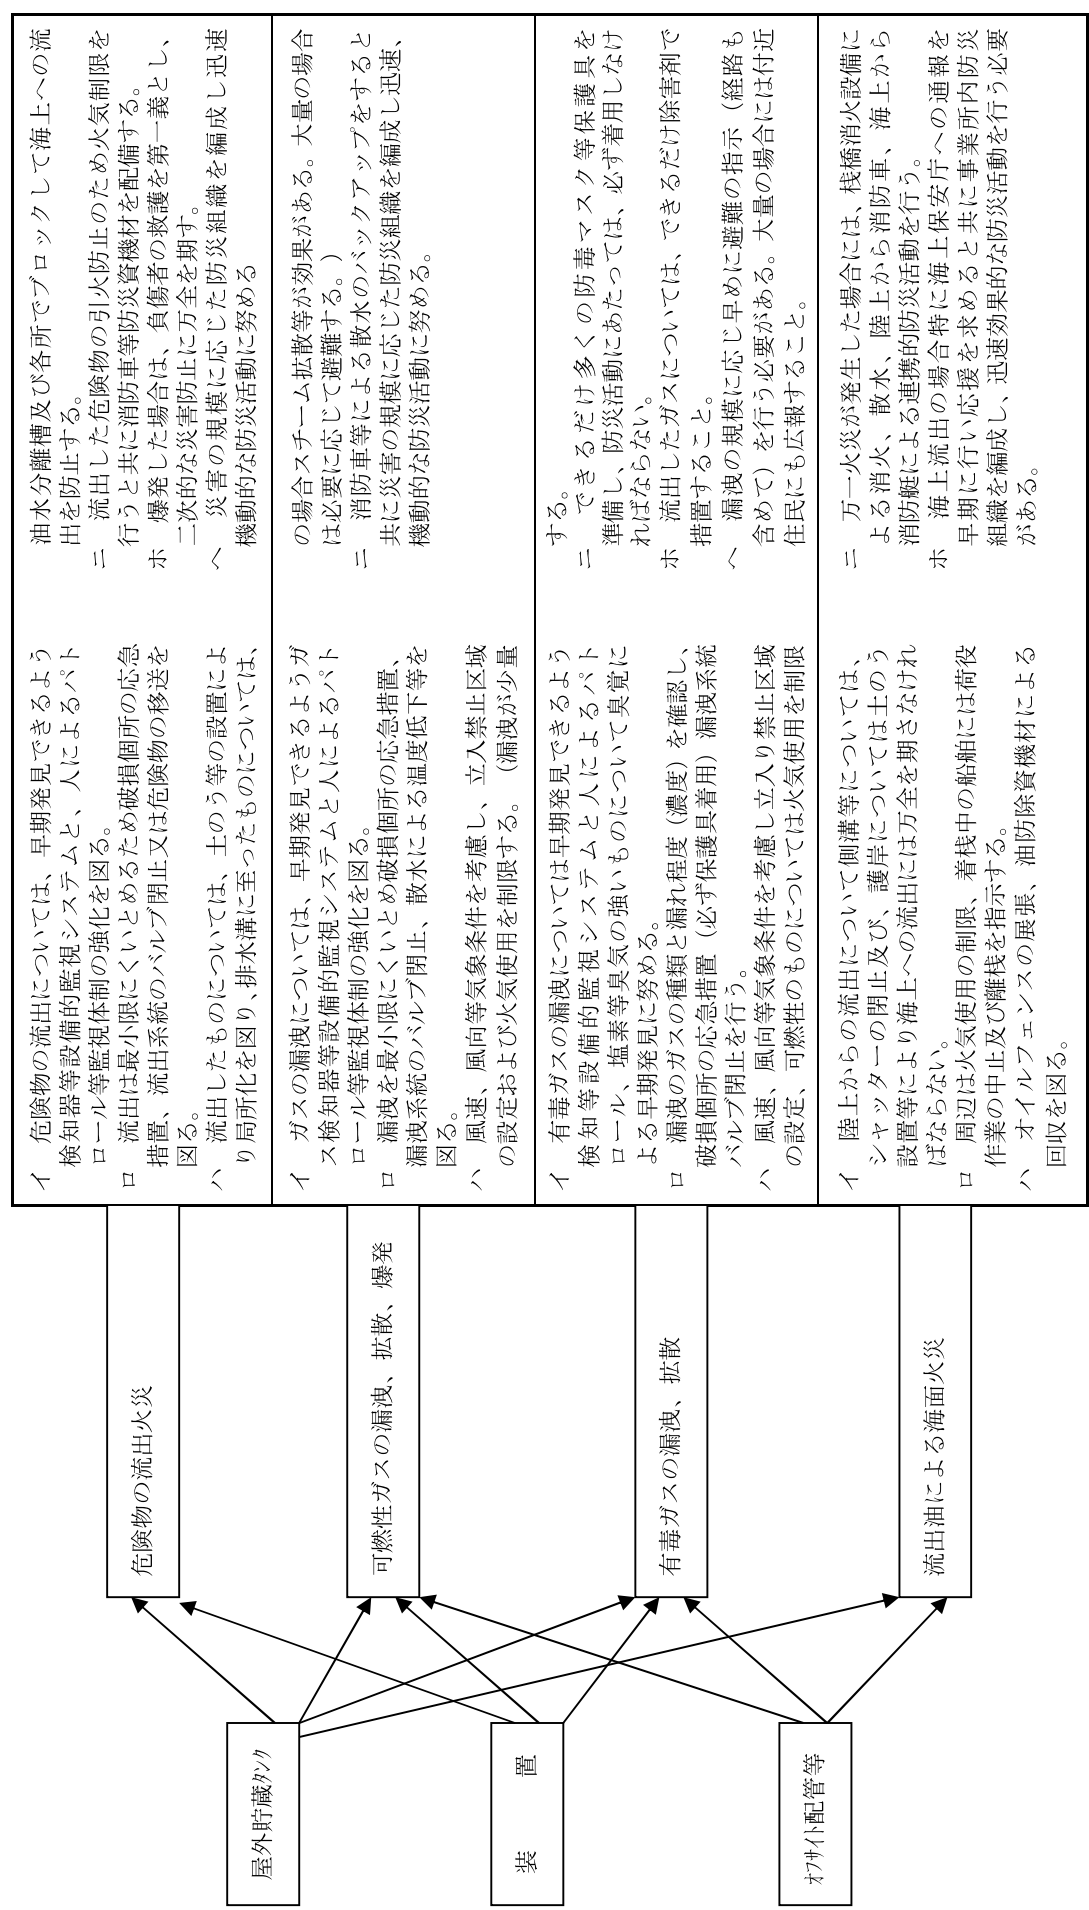 屋外貯蔵ﾀﾝｸ
装　　置
ｵﾌｻｲﾄ配管等
危険物の流出火災
可燃性ガスの漏洩、拡散、爆発
有毒ガスの漏洩、拡散
流出油による海面火災
イ　危険物の流出については、早期発見できるよう
検知器等設備的監視システムと、人によるパト
ロール等監視体制の強化を図る。
ロ　流出は最小限にくいとめるため破損個所の応急
措置、流出系統のバルブ閉止又は危険物の移送を
図る。
ハ　流出したものについては、土のう等の設置によ
り局所化を図り、排水溝に至ったものについては、
油水分離槽及び各所でブロックして海上への流
出を防止する。
ニ　流出した危険物の引火防止のため火気制限を
行うと共に消防車等防災資機材を配備する。
ホ　爆発した場合は、負傷者の救護を第一義とし、
二次的な災害防止に万全を期す。
ヘ　災害の規模に応じた防災組織を編成し迅速
機動的な防災活動に努める
イ　ガスの漏洩については、早期発見できるようガ
ス検知器等設備的監視システムと人によるパト
ロール等監視体制の強化を図る。
ロ　漏洩を最小限にくいとめ破損個所の応急措置、
漏洩系統のバルブ閉止、散水による温度低下等を
図る。
ハ　風速、風向等気象条件を考慮し、立入禁止区域
の設定および火気使用を制限する。（漏洩が少量
の場合スチーム拡散等が効果がある。大量の場合
は必要に応じて避難する。）
ニ　消防車等による散水のバックアップをすると
共に災害の規模に応じた防災組織を編成し迅速、
機動的な防災活動に努める。
イ　有毒ガスの漏洩については早期発見できるよう
検知等設備的監視システムと人によるパト
ロール、塩素等臭気の強いものについて臭覚に
よる早期発見に努める。
ロ　漏洩のガスの種類と漏れ程度（濃度）を確認し、
破損個所の応急措置（必ず保護具着用）漏洩系統
バルブ閉止を行う。
ハ　風速、風向等気象条件を考慮し立入り禁止区域
の設定、可燃性のものについては火気使用を制限
する。
ニ　できるだけ多くの防毒マスク等保護具を
準備し、防災活動にあたっては、必ず着用しなけ
ればならない。
ホ　流出したガスについては、できるだけ除害剤で
措置すること。
ヘ　漏洩の規模に応じ早めに避難の指示（経路も
含めて）を行う必要がある。大量の場合には付近
住民にも広報すること。
イ　陸上からの流出について側溝等については、
シャッターの閉止及び、護岸については土のう
設置等により海上への流出には万全を期さなけれ
ばならない。
ロ　周辺は火気使用の制限、着桟中の船舶には荷役
作業の中止及び離桟を指示する。
ハ　オイルフェンスの展張、油防除資機材による
回収を図る。
ニ　万一火災が発生した場合には、桟橋消火設備に
よる消火、散水、陸上から消防車、海上から
消防艇による連携的防災活動を行う。
ホ　海上流出の場合特に海上保安庁への通報を
早期に行い応援を求めると共に事業所内防災
組織を編成し、迅速効果的な防災活動を行う必要
がある。